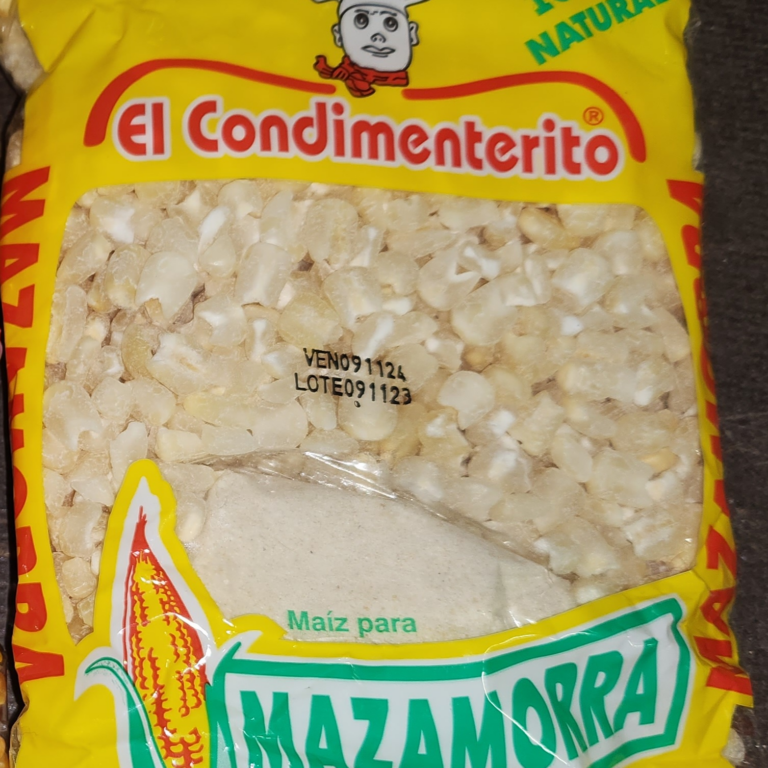 NATURAL
El Condimenterito®
MAZAMORRA
MAZAMORRA
VEN091124
LOTE091123
Maíz para
MAZAMORRA